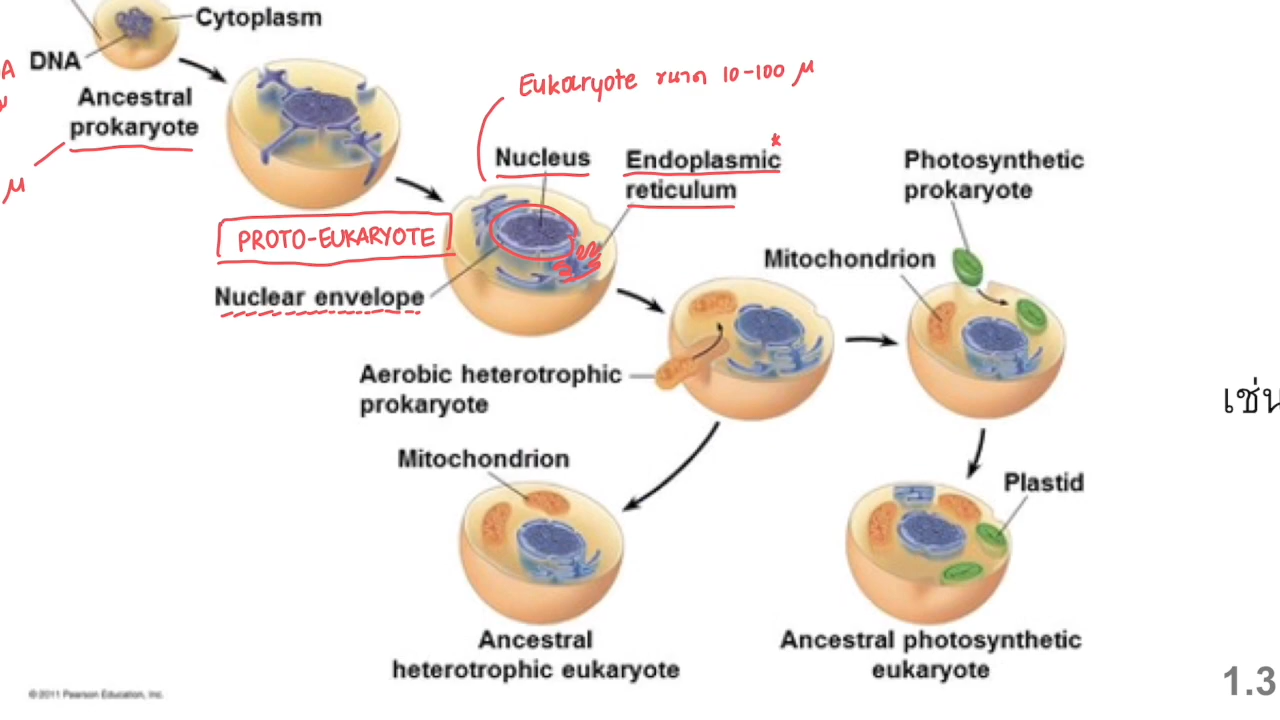 Cytoplasm
DNA
A
Ancestral
prokaryote
μ
Eukaryote ขนาด 10-100 μ
Nucleus
Endoplasmic *
reticulum
Photosynthetic
prokaryote
PROTO-EUKARYOTE
Mitochondrion
Nuclear envelope
Aerobic heterotrophic
prokaryote
เช่น
Mitochondrion
Plastid
Ancestral
heterotrophic eukaryote
Ancestral photosynthetic
eukaryote
1.3
© 2011 Pearson Education, Inc.